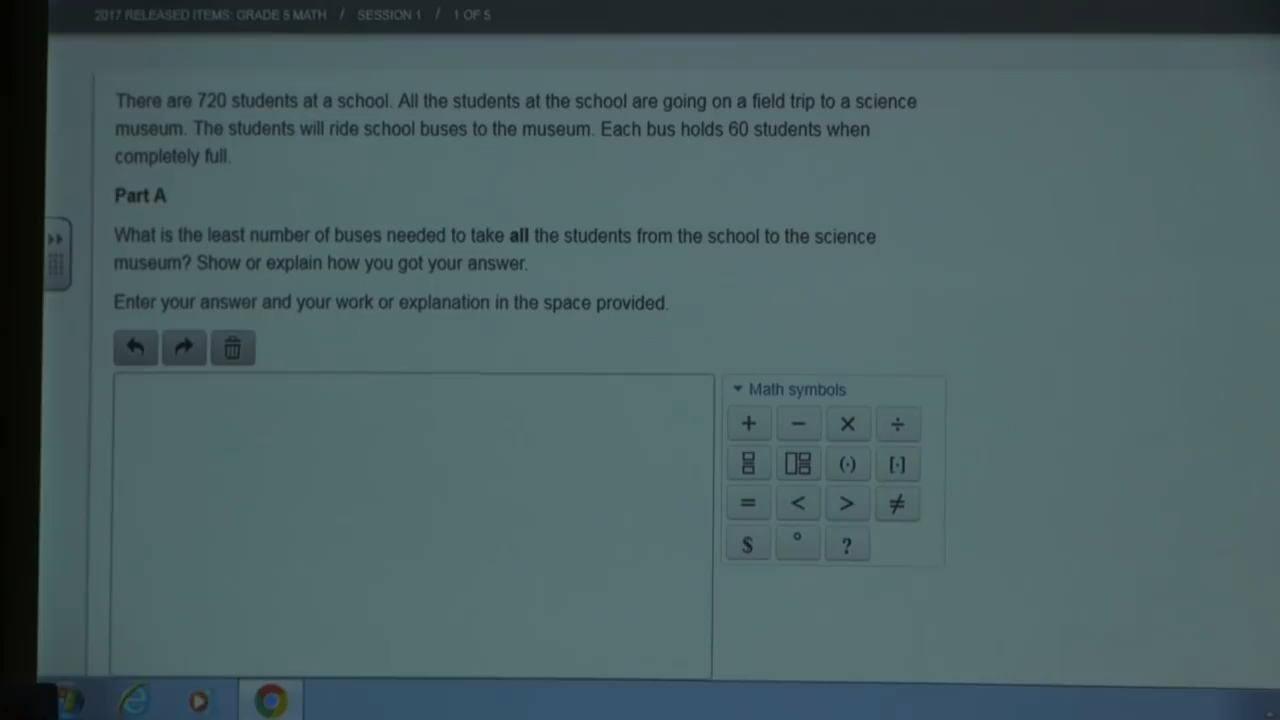 2017 RELEASED ITEMS: GRADE 5 MATH / SESSION 1 / 1 OF 5
There are 720 students at a school. All the students at the school are going on a field trip to a science
museum. The students will ride school buses to the museum. Each bus holds 60 students when
completely full.
Part A
What is the least number of buses needed to take all the students from the school to the science
museum? Show or explain how you got your answer.
Enter your answer and your work or explanation in the space provided.
Math symbols
+ − × ÷
(·) [·]
= < > ≠
$ ° ?